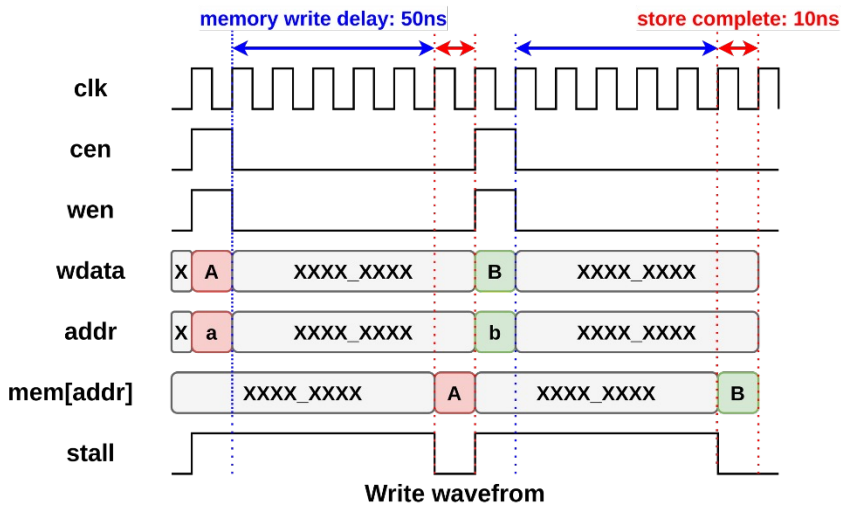 memory write delay: 50ns store complete: 10ns
clk
cen
wen
wdata X A XXXX_XXXX B XXXX_XXXX
addr X a XXXX_XXXX b XXXX_XXXX
mem[addr] XXXX_XXXX A XXXX_XXXX B
stall
Write wavefrom